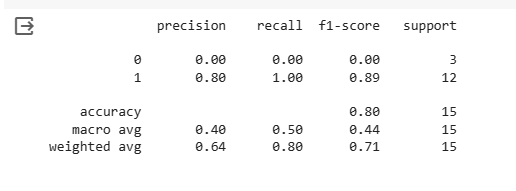 precision recall f1-score support
0 0.00 0.00 0.00 3
1 0.80 1.00 0.89 12
accuracy 0.80 15
macro avg 0.40 0.50 0.44 15
weighted avg 0.64 0.80 0.71 15